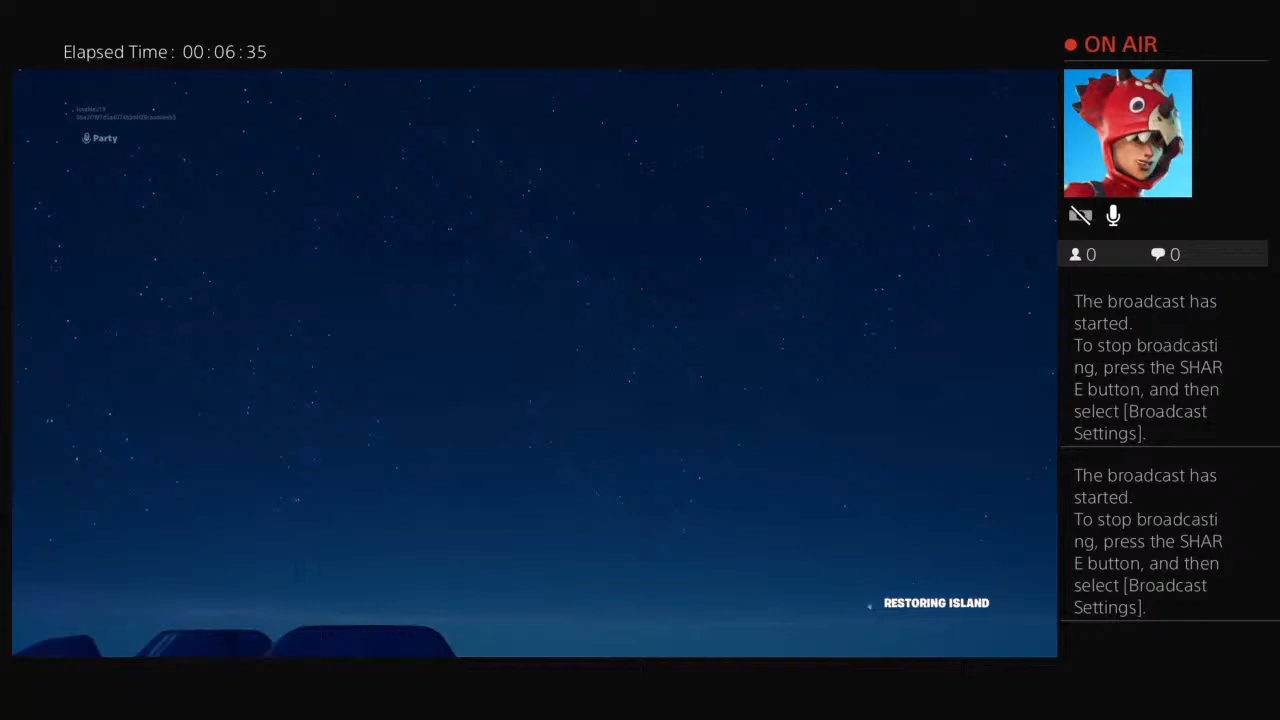 Elapsed Time: 00:06:35
ON AIR
Party
0
0
The broadcast has
started.
To stop broadcasti
ng, press the SHAR
E button, and then
select [Broadcast
Settings].
The broadcast has
started.
To stop broadcasti
ng, press the SHAR
E button, and then
select [Broadcast
Settings].
RESTORING ISLAND